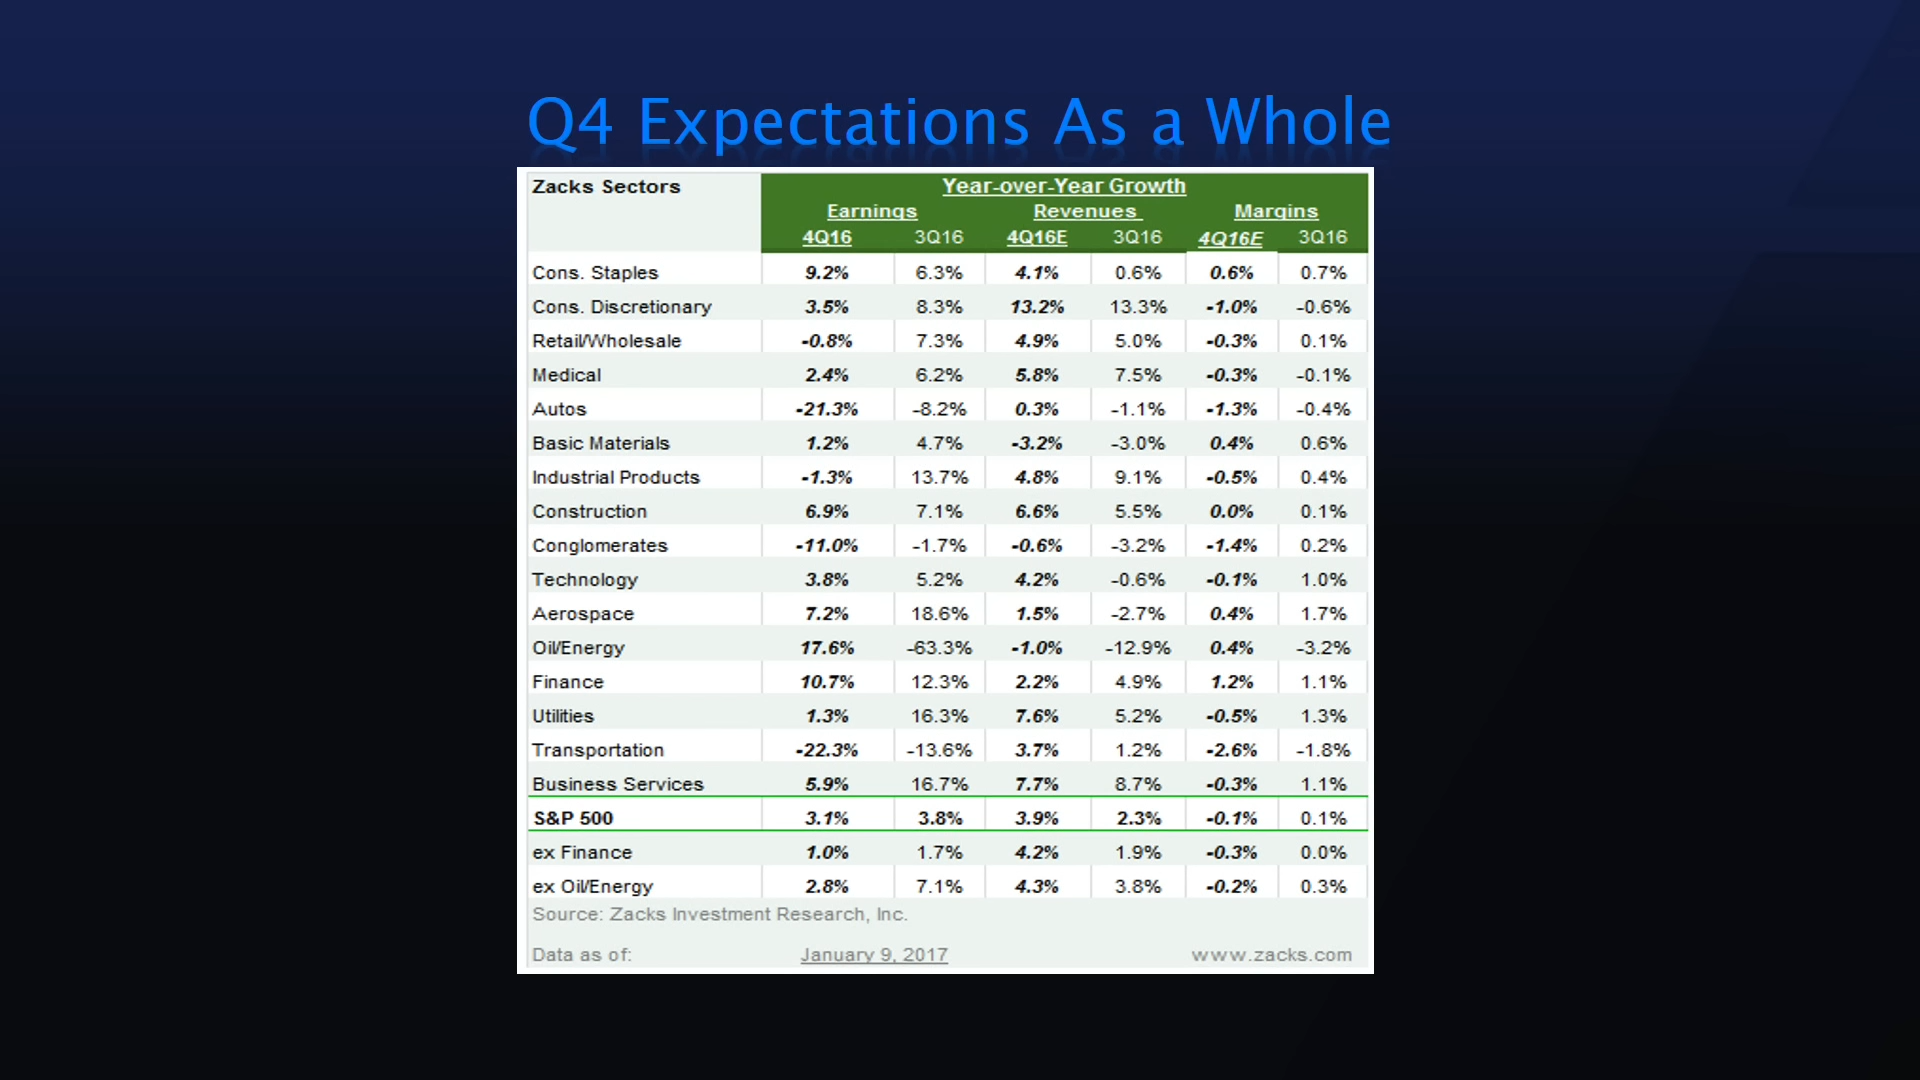 Q4 Expectations As a Whole
Zacks Sectors Year-over-Year Growth
Earnings Revenues Margins
4Q16 3Q16 4Q16E 3Q16 4Q16E 3Q16
Cons. Staples 9.2% 6.3% 4.1% 0.6% 0.6% 0.7%
Cons. Discretionary 3.5% 8.3% 13.2% 13.3% -1.0% -0.6%
Retail/Wholesale -0.8% 7.3% 4.9% 5.0% -0.3% 0.1%
Medical 2.4% 6.2% 5.8% 7.5% -0.3% -0.1%
Autos -21.3% -8.2% 0.3% -1.1% -1.3% -0.4%
Basic Materials 1.2% 4.7% -3.2% -3.0% 0.4% 0.6%
Industrial Products -1.3% 13.7% 4.8% 9.1% -0.5% 0.4%
Construction 6.9% 7.1% 6.6% 5.5% 0.0% 0.1%
Conglomerates -11.0% -1.7% -0.6% -3.2% -1.4% 0.2%
Technology 3.8% 5.2% 4.2% -0.6% -0.1% 1.0%
Aerospace 7.2% 18.6% 1.5% -2.7% 0.4% 1.7%
Oil/Energy 17.6% -63.3% -1.0% -12.9% 0.4% -3.2%
Finance 10.7% 12.3% 2.2% 4.9% 1.2% 1.1%
Utilities 1.3% 16.3% 7.6% 5.2% -0.5% 1.3%
Transportation -22.3% -13.6% 3.7% 1.2% -2.6% -1.8%
Business Services 5.9% 16.7% 7.7% 8.7% -0.3% 1.1%
S&P 500 3.1% 3.8% 3.9% 2.3% -0.1% 0.1%
ex Finance 1.0% 1.7% 4.2% 1.9% -0.3% 0.0%
ex Oil/Energy 2.8% 7.1% 4.3% 3.8% -0.2% 0.3%
Source: Zacks Investment Research, Inc.
Data as of: January 9, 2017 www.zacks.com